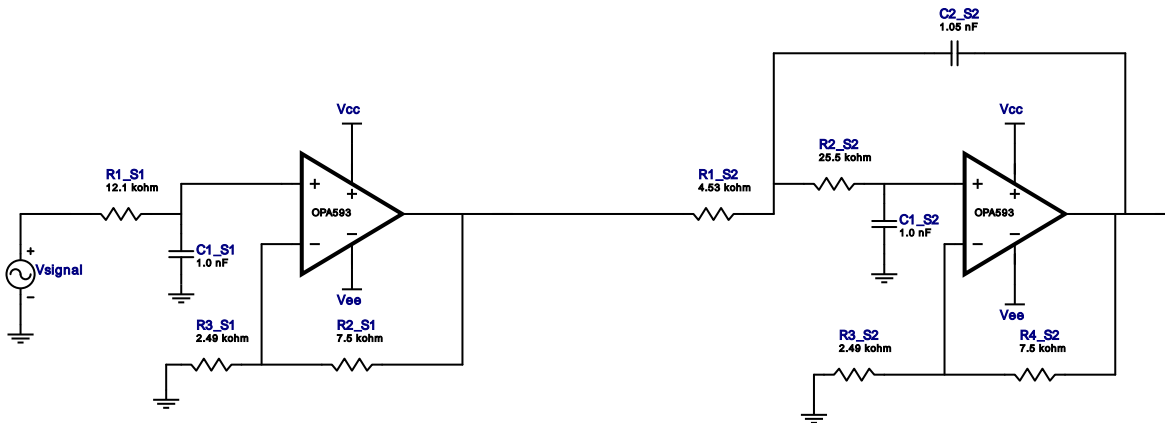 C2_S2
1.05 nF
Vcc
Vcc
R1_S1
12.1 kohm
+
+
OPA593
−
−
R1_S2
4.53 kohm
R2_S2
25.5 kohm
+
+
OPA593
−
−
C1_S1
1.0 nF
C1_S2
1.0 nF
+
Vsignal
−
Vee
Vee
R3_S1
2.49 kohm
R2_S1
7.5 kohm
R3_S2
2.49 kohm
R4_S2
7.5 kohm